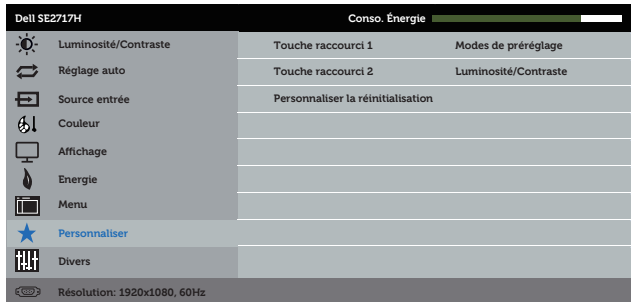 Dell SE2717H Conso. Énergie
Luminosité/Contraste Touche raccourci 1 Modes de préréglage
Réglage auto Touche raccourci 2 Luminosité/Contraste
Source entrée Personnaliser la réinitialisation
Couleur
Affichage
Energie
Menu
Personnaliser
Divers
Résolution: 1920x1080, 60Hz